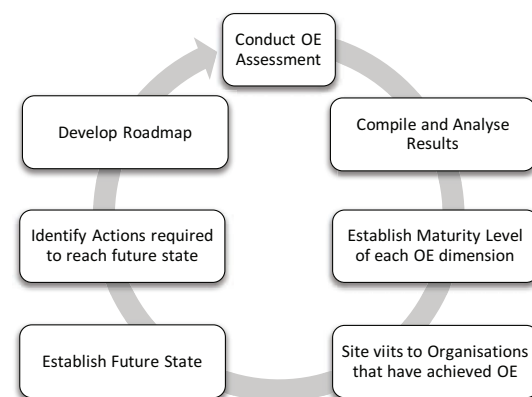 Conduct OE
Assessment
Compile and Analyse
Results
Establish Maturity Level
of each OE dimension
Site viits to Organisations
that have achieved OE
Establish Future State
Identify Actions required
to reach future state
Develop Roadmap